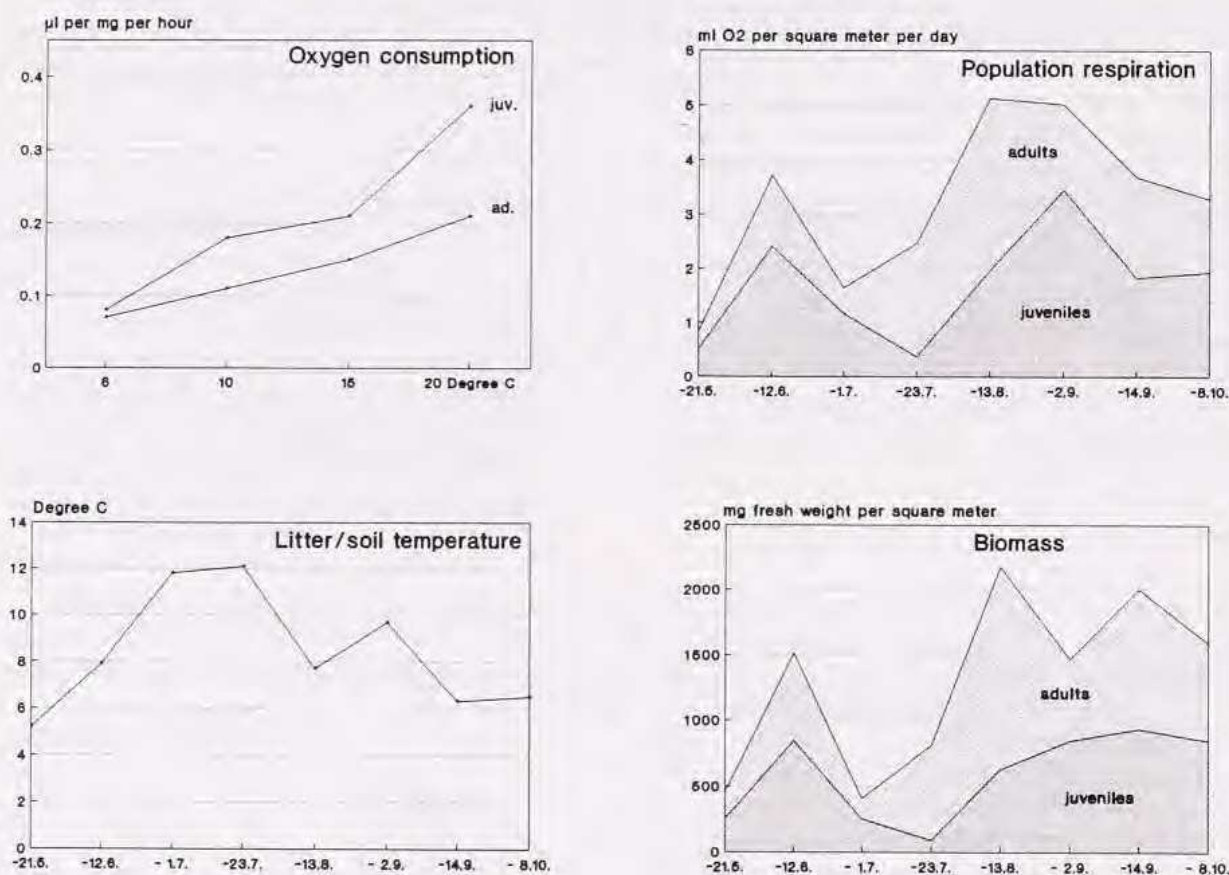 µl per mg per hour
Oxygen consumption
0.4
0.3
0.2
0.1
0
juv.
ad.
6 10 15 20 Degree C
ml O2 per square meter per day
Population respiration
6
5
4
3
2
1
0
adults
juveniles
-21.6. -12.6. -1.7. -23.7. -13.8. -2.9. -14.9. -8.10.
Degree C
Litter/soil temperature
14
12
10
8
6
4
2
0
-21.6. -12.6. - 1.7. -23.7. -13.8. - 2.9. -14.9. - 8.10.
mg fresh weight per square meter
Biomass
2500
2000
1500
1000
500
0
adults
juveniles
-21.6. -12.6. - 1.7. -23.7. -13.8. - 2.9. -14.9. - 8.10.